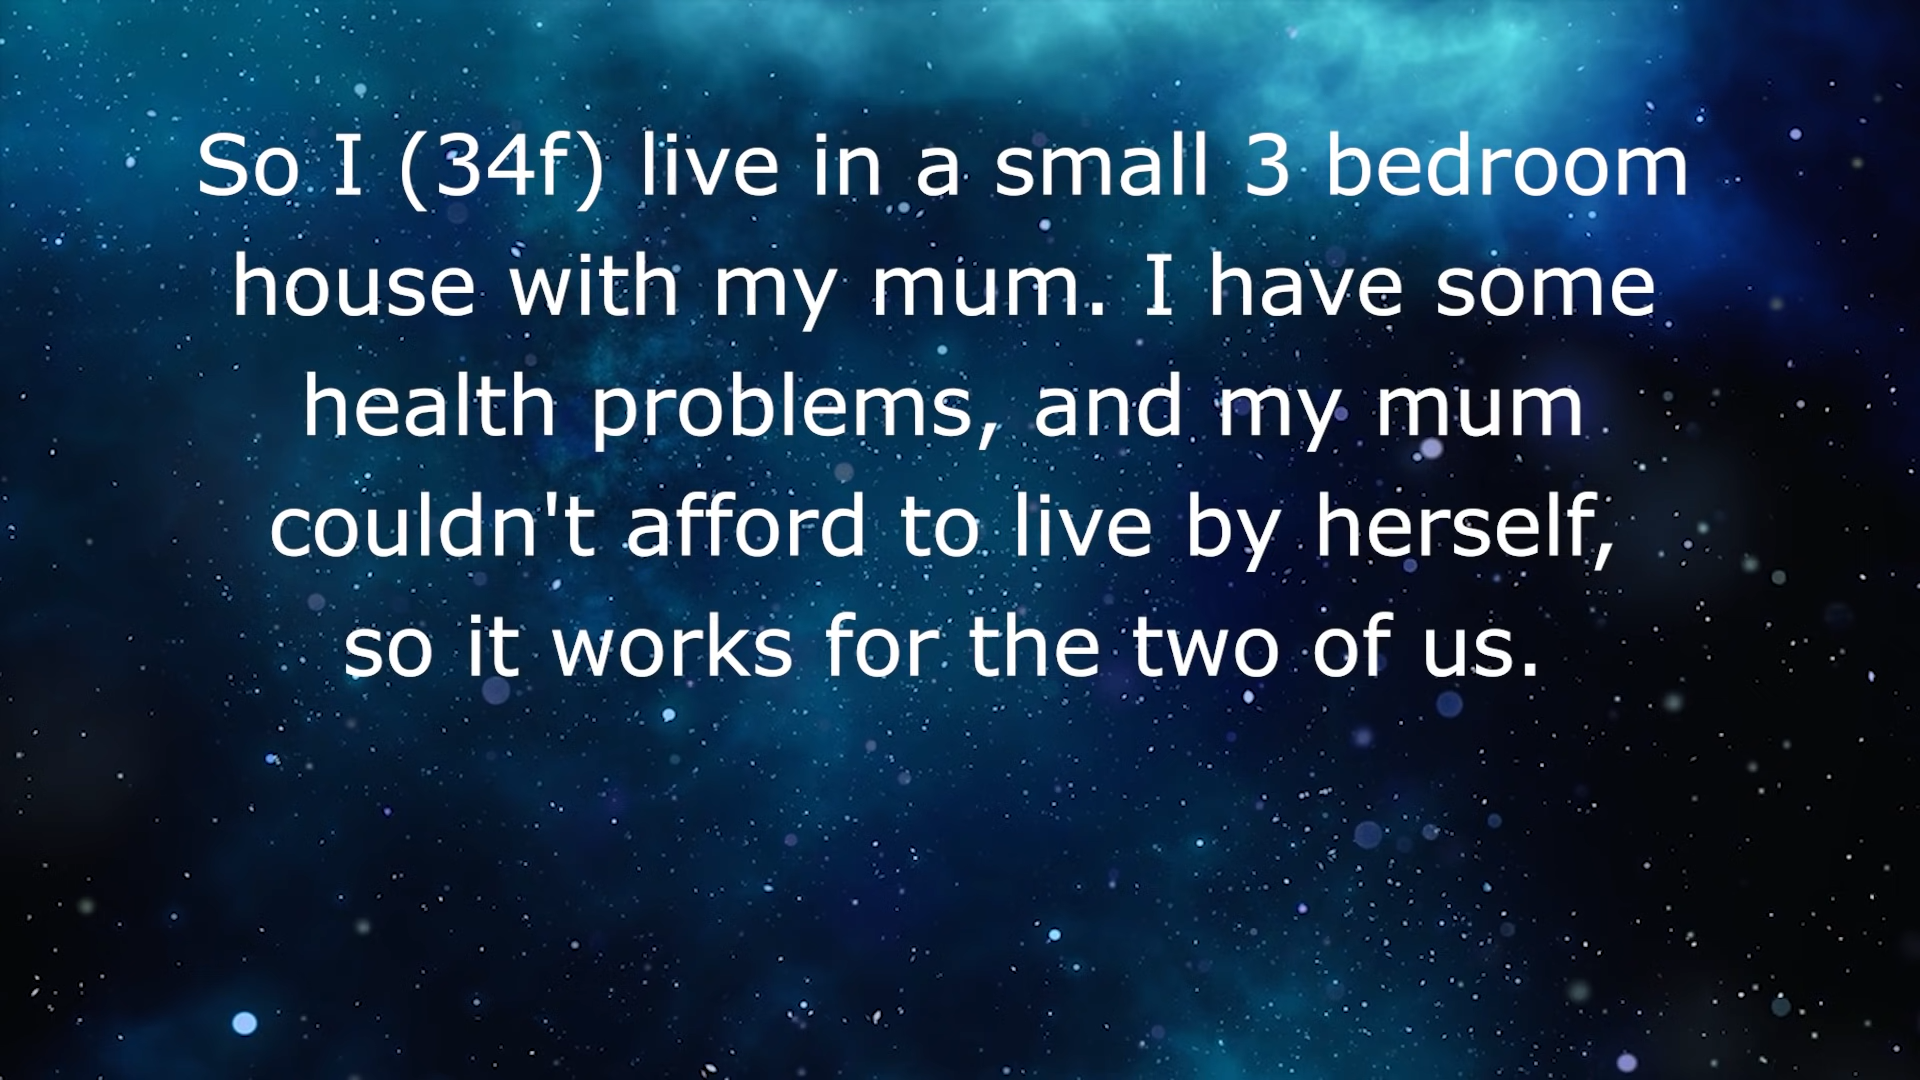 So I (34f) live in a small 3 bedroom
house with my mum. I have some
health problems, and my mum
couldn't afford to live by herself,
so it works for the two of us.